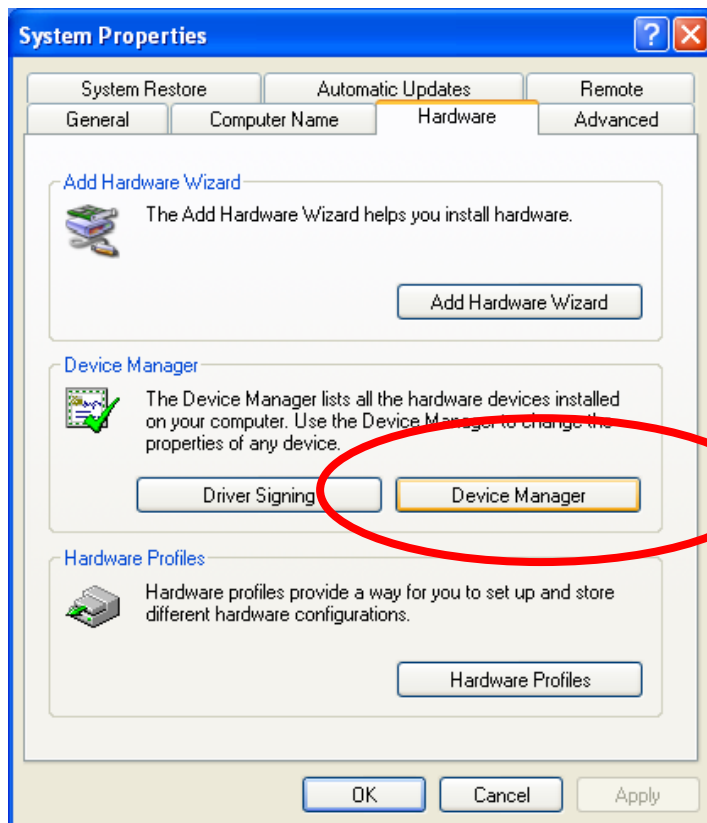 System Properties
System Restore
Automatic Updates
Remote
General
Computer Name
Hardware
Advanced
Add Hardware Wizard
The Add Hardware Wizard helps you install hardware.
Add Hardware Wizard
Device Manager
The Device Manager lists all the hardware devices installed
on your computer. Use the Device Manager to change the
properties of any device.
Driver Signing
Device Manager
Hardware Profiles
Hardware profiles provide a way for you to set up and store
different hardware configurations.
Hardware Profiles
OK
Cancel
Apply